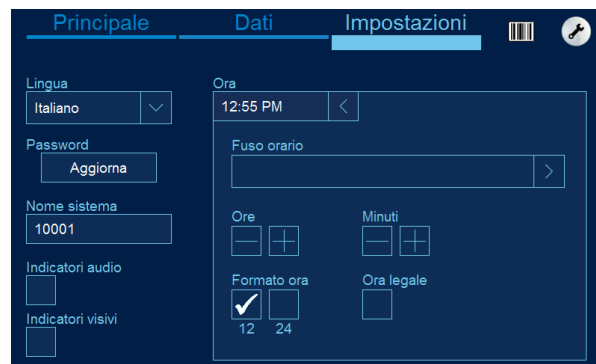 Principale Dati Impostazioni
Lingua
Italiano
Password
Aggiorna
Nome sistema
10001
Indicatori audio
Indicatori visivi
Ora
12:55 PM
Fuso orario
Ore Minuti
Formato ora Ora legale
12 24